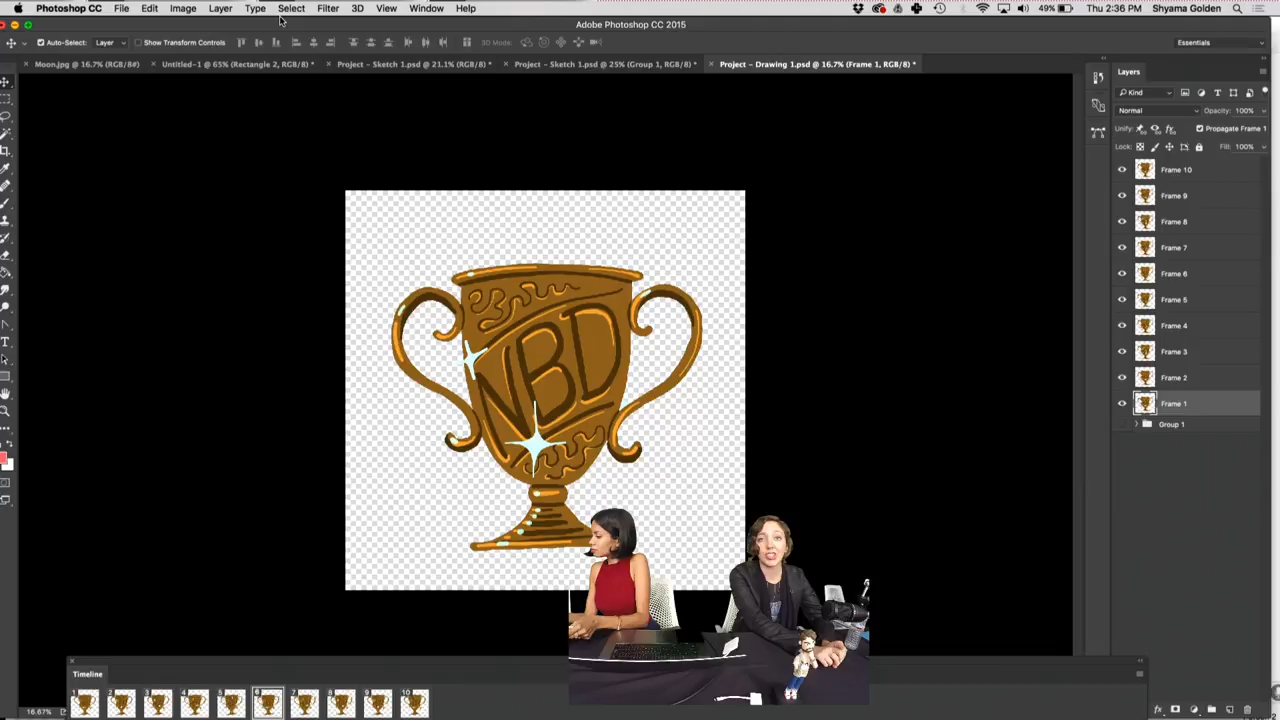 Photoshop CC File Edit Image Layer Type Select Filter 3D View Window Help 49% Thu 2:36 PM Shyama Golden
Adobe Photoshop CC 2015
Auto-Select: Layer Show Transform Controls 3D Mode: Essentials
Moon.jpg @ 16.7% (RGB/8#) Untitled-1 @ 65% (Rectangle 2, RGB/8) * Project – Sketch 1.psd @ 21.1% (RGB/8) * Project – Sketch 1.psd @ 25% (Group 1, RGB/8) * Project – Drawing 1.psd @ 16.7% (Frame 1, RGB/8) *
Layers
Kind
Normal Opacity: 100%
Unify: Propagate Frame 1
Lock: Fill: 100%
Frame 10
Frame 9
Frame 8
Frame 7
Frame 6
Frame 5
Frame 4
Frame 3
Frame 2
Frame 1
Group 1
NBD
Timeline
1 2 3 4 5 6 7 8 9 10
16.67%